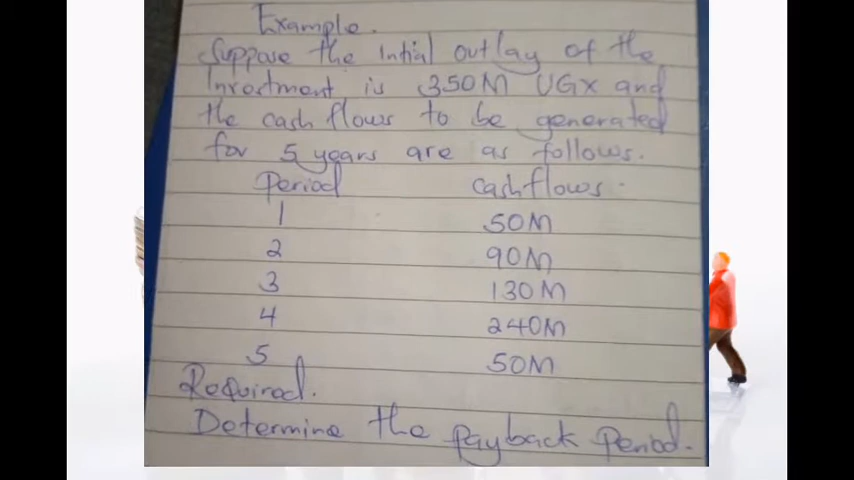 Example.
Suppose the Intial outlay of the
Investment is 350M UGX and
the cash flows to be generated
for 5 years are as follows.
Period cashflows.
1 50M
2 90M
3 130M
4 240M
5 50M
Required.
Determine the payback period.